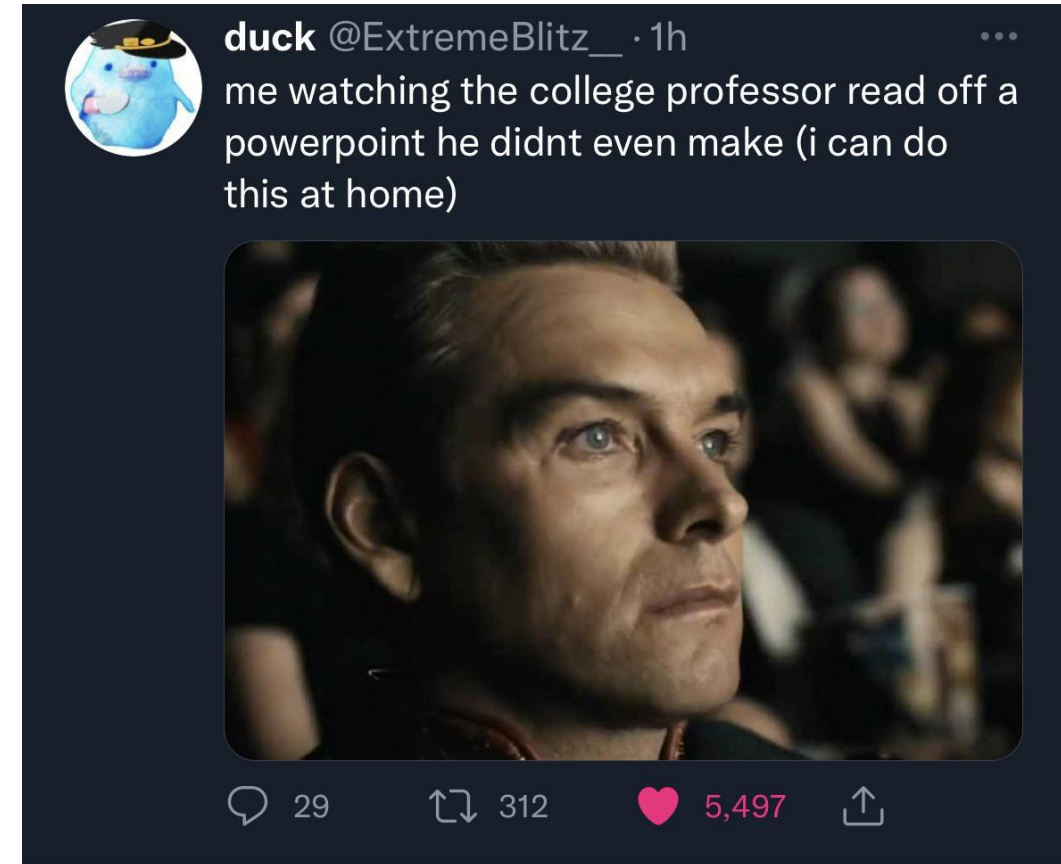 duck @ExtremeBlitz__ · 1h
me watching the college professor read off a
powerpoint he didnt even make (i can do
this at home)
29 312 5,497